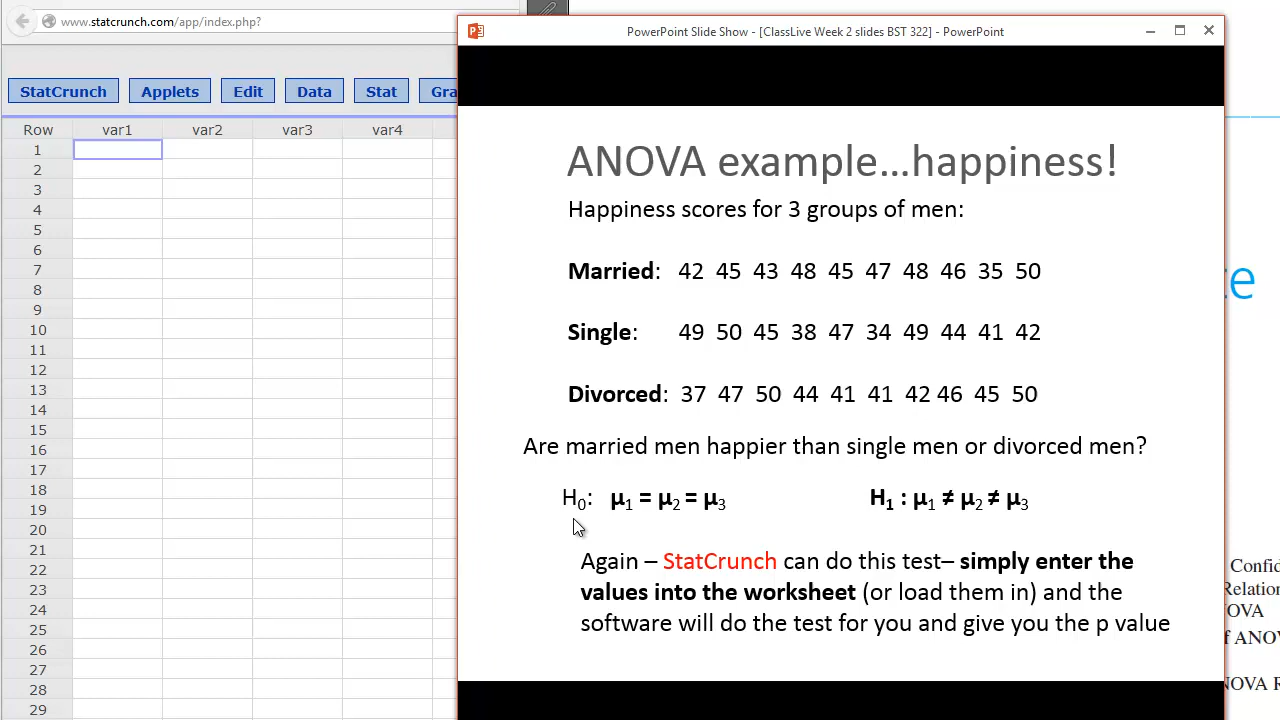 www.statcrunch.com/app/index.php?
PowerPoint Slide Show - [ClassLive Week 2 slides BST 322] - PowerPoint
StatCrunch Applets Edit Data Stat Gra
Row var1 var2 var3 var4
1
2
3
4
5
6
7
8
9
10
11
12
13
14
15
16
17
18
19
20
21
22
23
24
25
26
27
28
29
ANOVA example...happiness!
Happiness scores for 3 groups of men:
Married: 42 45 43 48 45 47 48 46 35 50
Single: 49 50 45 38 47 34 49 44 41 42
Divorced: 37 47 50 44 41 41 42 46 45 50
Are married men happier than single men or divorced men?
H₀: μ₁ = μ₂ = μ₃ H₁ : μ₁ ≠ μ₂ ≠ μ₃
Again – StatCrunch can do this test– simply enter the
values into the worksheet (or load them in) and the
software will do the test for you and give you the p value
Confid
Relation
OVA
f ANO
NOVA R